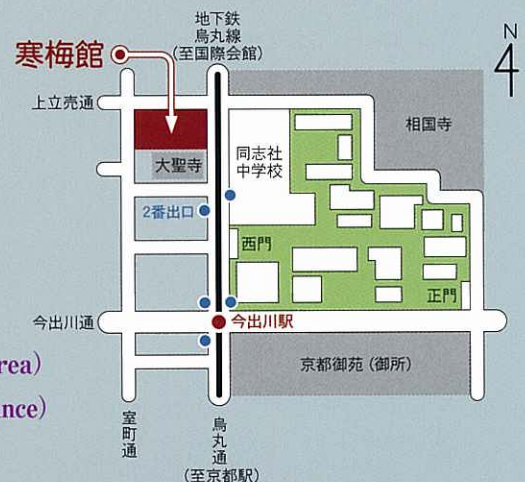 地下鉄
烏丸線
(至国際会館)
N
寒梅館
上立売通
相国寺
同志社
中学校
大聖寺
2番出口
西門
正門
今出川通
今出川駅
rea)
京都御苑(御所)
nce)
室町通
烏丸通
(至京都駅)